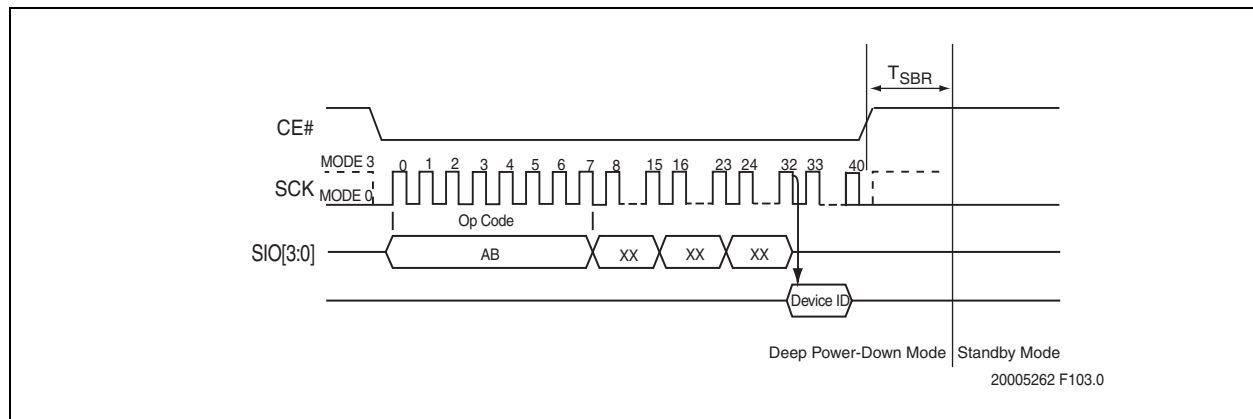 TSBR
CE#
MODE 3
0 1 2 3 4 5 6 7 8 15 16 23 24 32 33 40
SCK
MODE 0
Op Code
SIO[3:0]
AB XX XX XX
Device ID
Deep Power-Down Mode Standby Mode
20005262 F103.0